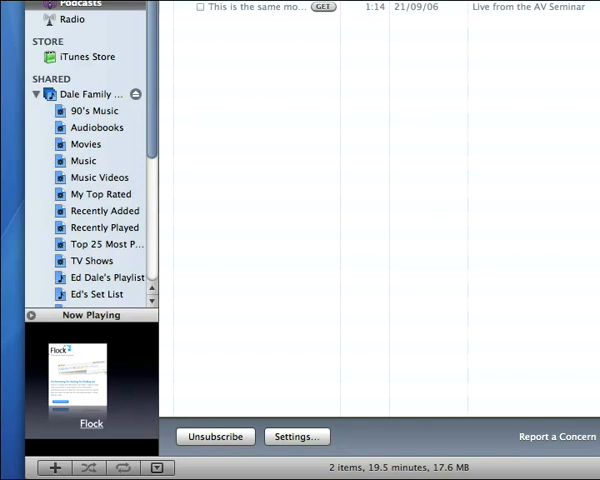 Podcasts
Radio
STORE
iTunes Store
SHARED
Dale Family ...
90's Music
Audiobooks
Movies
Music
Music Videos
My Top Rated
Recently Added
Recently Played
Top 25 Most P...
TV Shows
Ed Dale's Playlist
Ed's Set List
Now Playing
Flock
Flock
This is the same mo... GET 1:14 21/09/06 Live from the AV Seminar
Unsubscribe Settings... Report a Concern
2 items, 19.5 minutes, 17.6 MB